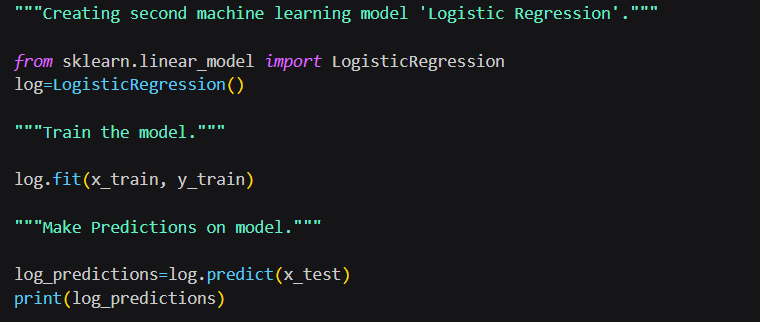 """Creating second machine learning model 'Logistic Regression'."""
from sklearn.linear_model import LogisticRegression
log=LogisticRegression()
"""Train the model."""
log.fit(x_train, y_train)
"""Make Predictions on model."""
log_predictions=log.predict(x_test)
print(log_predictions)